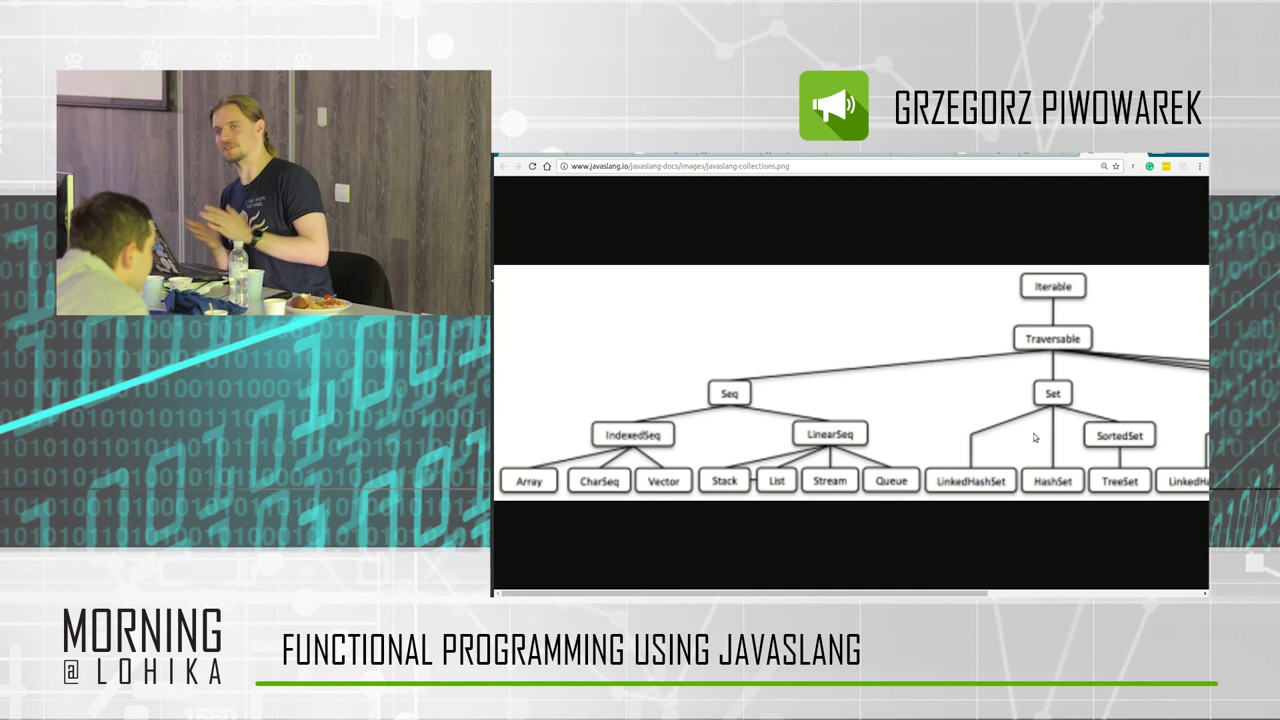 GRZEGORZ PIWOWAREK
www.javaslang.io/javaslang-docs/images/javaslang-collections.png
Iterable
Traversable
Seq
Set
IndexedSeq
LinearSeq
SortedSet
Array
CharSeq
Vector
Stack
List
Stream
Queue
LinkedHashSet
HashSet
TreeSet
MORNING
@ LOHIKA
FUNCTIONAL PROGRAMMING USING JAVASLANG